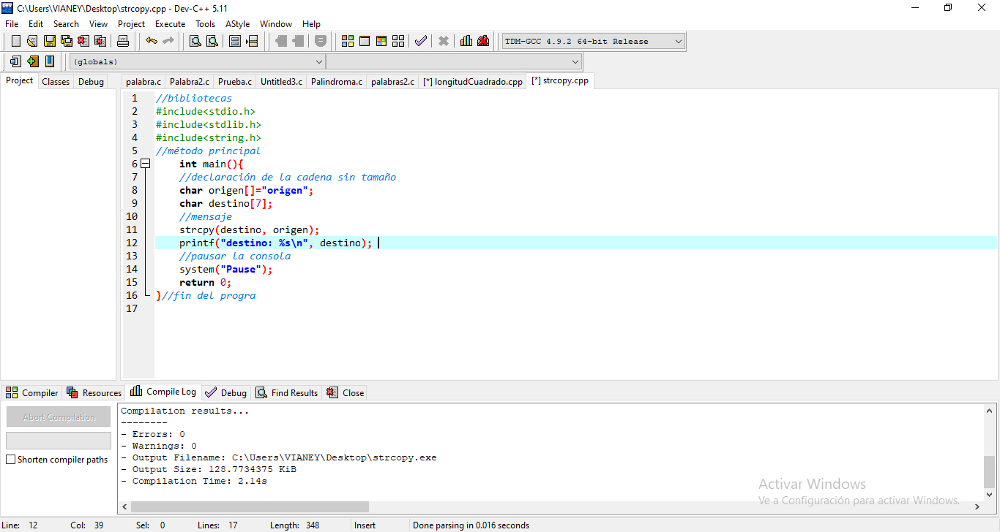 C:\Users\VIANEY\Desktop\strcopy.cpp - Dev-C++ 5.11
File Edit Search View Project Execute Tools AStyle Window Help
TDM-GCC 4.9.2 64-bit Release
(globals)
Project Classes Debug
palabra.c Palabra2.c Prueba.c Untitled3.c Palindroma.c palabras2.c [*] longitudCuadrado.cpp [*] strcopy.cpp
1 //bibliotecas
2 #include<stdio.h>
3 #include<stdlib.h>
4 #include<string.h>
5 //método principal
6 int main(){
7 //declaración de la cadena sin tamaño
8 char origen[]="origen";
9 char destino[7];
10 //mensaje
11 strcpy(destino, origen);
12 printf("destino: %s\n", destino);
13 //pausar la consola
14 system("Pause");
15 return 0;
16 }//fin del progra
17
Compiler Resources Compile Log Debug Find Results Close
Abort Compilation
Shorten compiler paths
Compilation results...
--------
- Errors: 0
- Warnings: 0
- Output Filename: C:\Users\VIANEY\Desktop\strcopy.exe
- Output Size: 128.7734375 KiB
- Compilation Time: 2.14s
Activar Windows
Ve a Configuración para activar Windows.
Line: 12 Col: 39 Sel: 0 Lines: 17 Length: 348 Insert Done parsing in 0.016 seconds